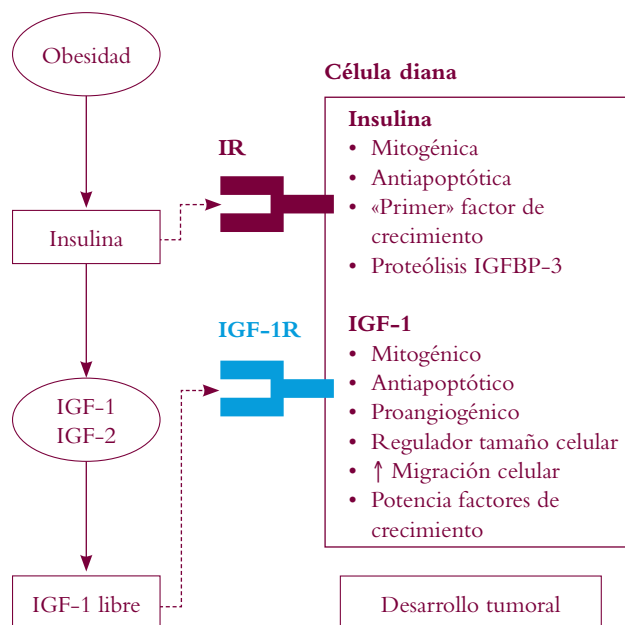 Obesidad
Insulina
IGF-1
IGF-2
IGF-1 libre
IR
IGF-1R
Célula diana
Insulina
• Mitogénica
• Antiapoptótica
• «Primer» factor de
crecimiento
• Proteólisis IGFBP-3
IGF-1
• Mitogénico
• Antiapoptótico
• Proangiogénico
• Regulador tamaño celular
• ↑ Migración celular
• Potencia factores de
crecimiento
Desarrollo tumoral